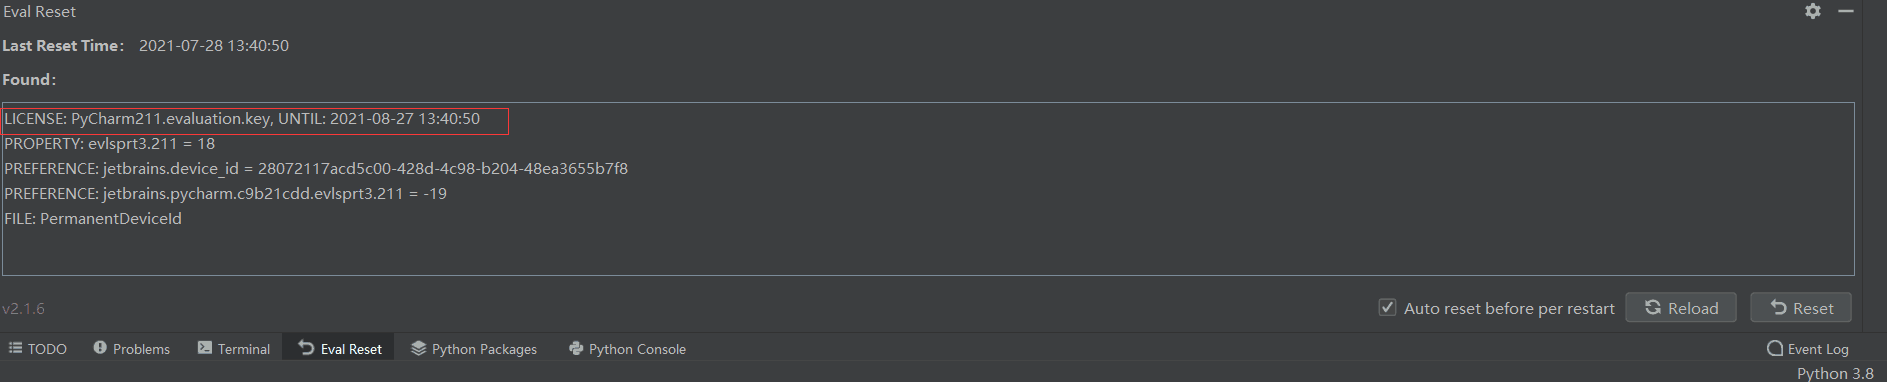 Eval Reset
Last Reset Time： 2021-07-28 13:40:50
Found：
LICENSE: PyCharm211.evaluation.key, UNTIL: 2021-08-27 13:40:50
PROPERTY: evlsprt3.211 = 18
PREFERENCE: jetbrains.device_id = 28072117acd5c00-428d-4c98-b204-48ea3655b7f8
PREFERENCE: jetbrains.pycharm.c9b21cdd.evlsprt3.211 = -19
FILE: PermanentDeviceId
v2.1.6 Auto reset before per restart Reload Reset
TODO Problems Terminal Eval Reset Python Packages Python Console Event Log
Python 3.8